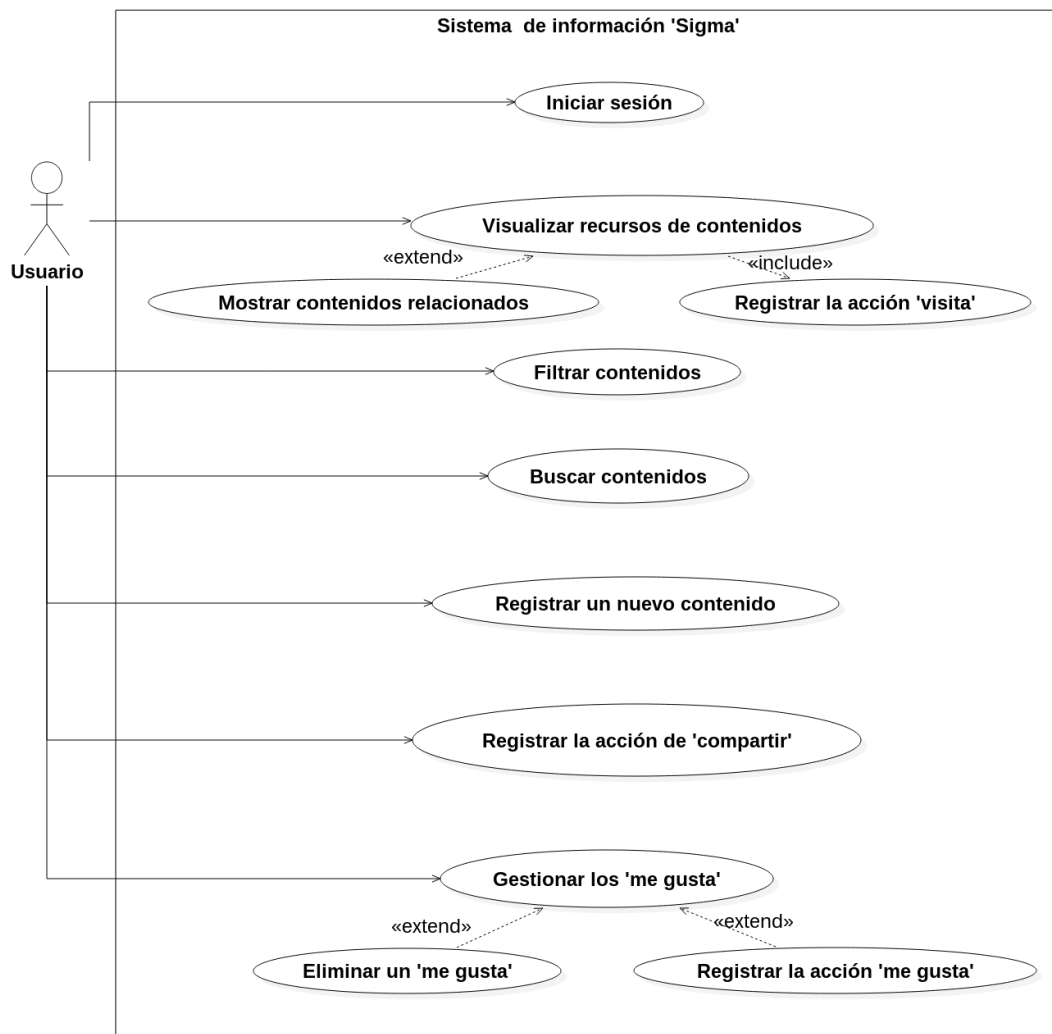 Sistema  de información 'Sigma'
Iniciar sesión
Usuario
Visualizar recursos de contenidos
«extend»
«include»
Mostrar contenidos relacionados
Registrar la acción 'visita'
Filtrar contenidos
Buscar contenidos
Registrar un nuevo contenido
Registrar la acción de 'compartir'
Gestionar los 'me gusta'
«extend»
«extend»
Eliminar un 'me gusta'
Registrar la acción 'me gusta'